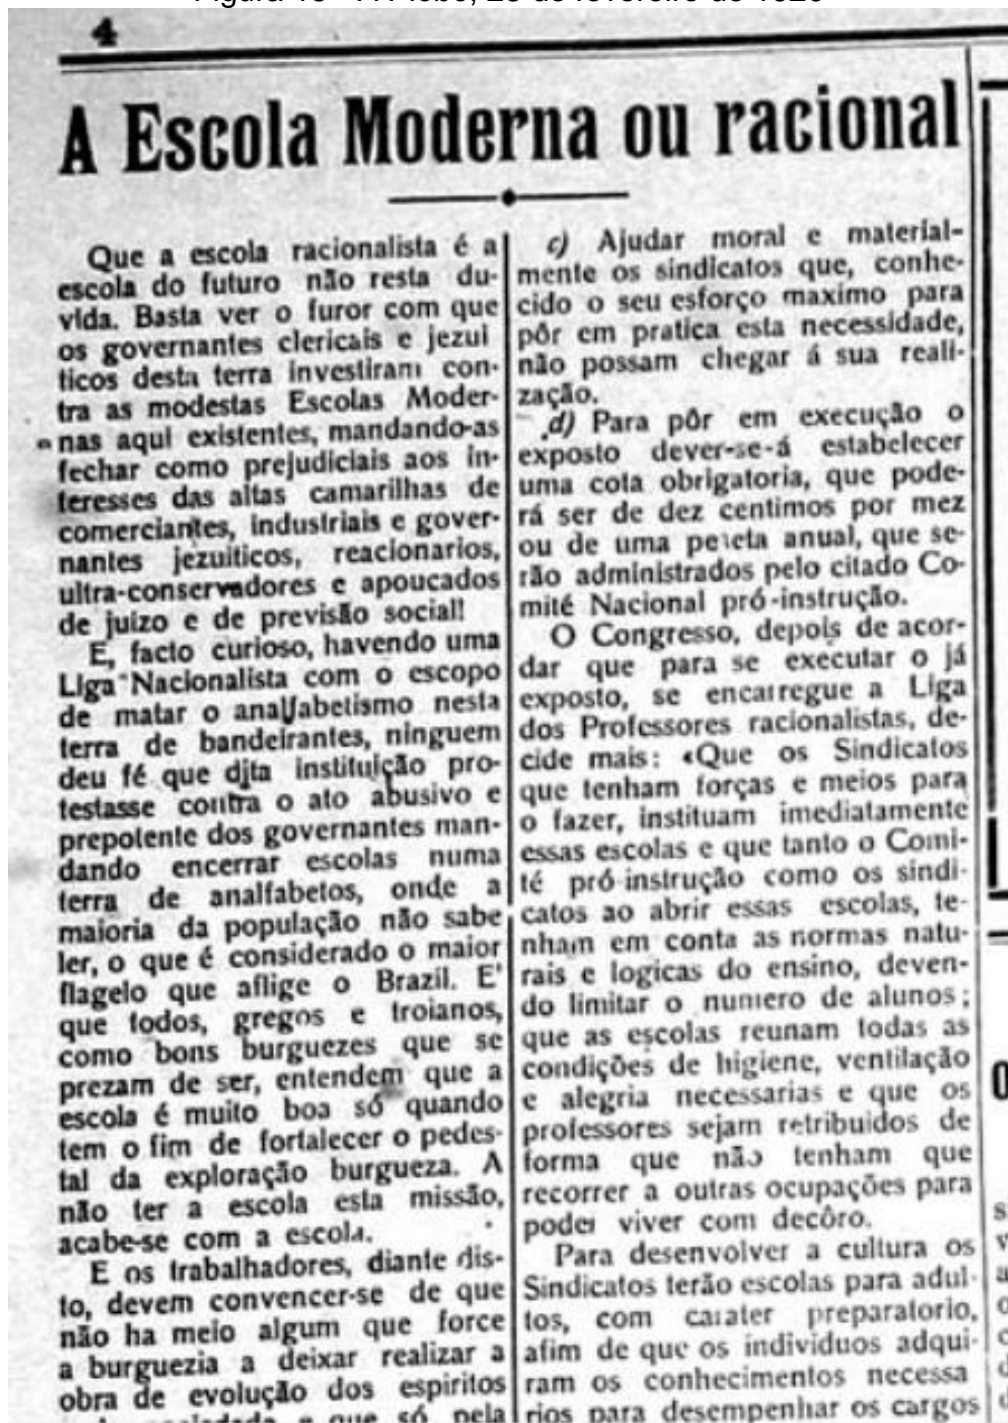 4
A Escola Moderna ou racional
Que a escola racionalista é a
escola do futuro não resta du-
vida. Basta ver o furor com que
os governantes clericais e jezui
ticos desta terra investiram con-
tra as modestas Escolas Moder-
nas aqui existentes, mandando-as
fechar como prejudiciais aos in-
teresses das altas camarilhas de
comerciantes, industriais e gover-
nantes jezuiticos, reacionarios,
ultra-conservadores e apoucados
de juizo e de previsão social!
E, facto curioso, havendo uma
Liga Nacionalista com o escopo
de matar o analfabetismo nesta
terra de bandeirantes, ninguem
deu fé que dita instituição pro-
testasse contra o ato abusivo e
prepotente dos governantes man-
dando encerrar escolas numa
terra de analfabetos, onde a
maioria da população não sabe
ler, o que é considerado o maior
flagelo que aflige o Brazil. E'
que todos, gregos e troianos,
como bons burguezes que se
prezam de ser, entendem que a
escola é muito boa só quando
tem o fim de fortalecer o pedes-
tal da exploração burgueza. A
não ter a escola esta missão,
acabe-se com a escola.
E os trabalhadores, diante dis-
to, devem convencer-se de que
não ha meio algum que force
a burguezia a deixar realizar a
obra de evolução dos espiritos
e que só pela
c) Ajudar moral e material-
mente os sindicatos que, conhe-
cido o seu esforço maximo para
pôr em pratica esta necessidade,
não possam chegar á sua reali-
zação.
d) Para pôr em execução o
exposto dever-se-á estabelecer
uma cota obrigatoria, que pode-
rá ser de dez centimos por mez
ou de uma peseta anual, que se-
rão administrados pelo citado Co-
mité Nacional pró-instrução.
O Congresso, depois de acor-
dar que para se executar o já
exposto, se encarregue a Liga
dos Professores racionalistas, de-
cide mais: «Que os Sindicatos
que tenham forças e meios para
o fazer, instituam imediatamente
essas escolas e que tanto o Comi-
té pró-instrução como os sindi-
catos ao abrir essas escolas, te-
nham em conta as normas natu-
rais e logicas do ensino, deven-
do limitar o numero de alunos;
que as escolas reunam todas as
condições de higiene, ventilação
e alegria necessarias e que os
professores sejam retribuidos de
forma que não tenham que
recorrer a outras ocupações para
poder viver com decôro.
Para desenvolver a cultura os
Sindicatos terão escolas para adul-
tos, com carater preparatorio,
afim de que os individuos adqui-
ram os conhecimentos necessa
rios para desempenhar os cargos